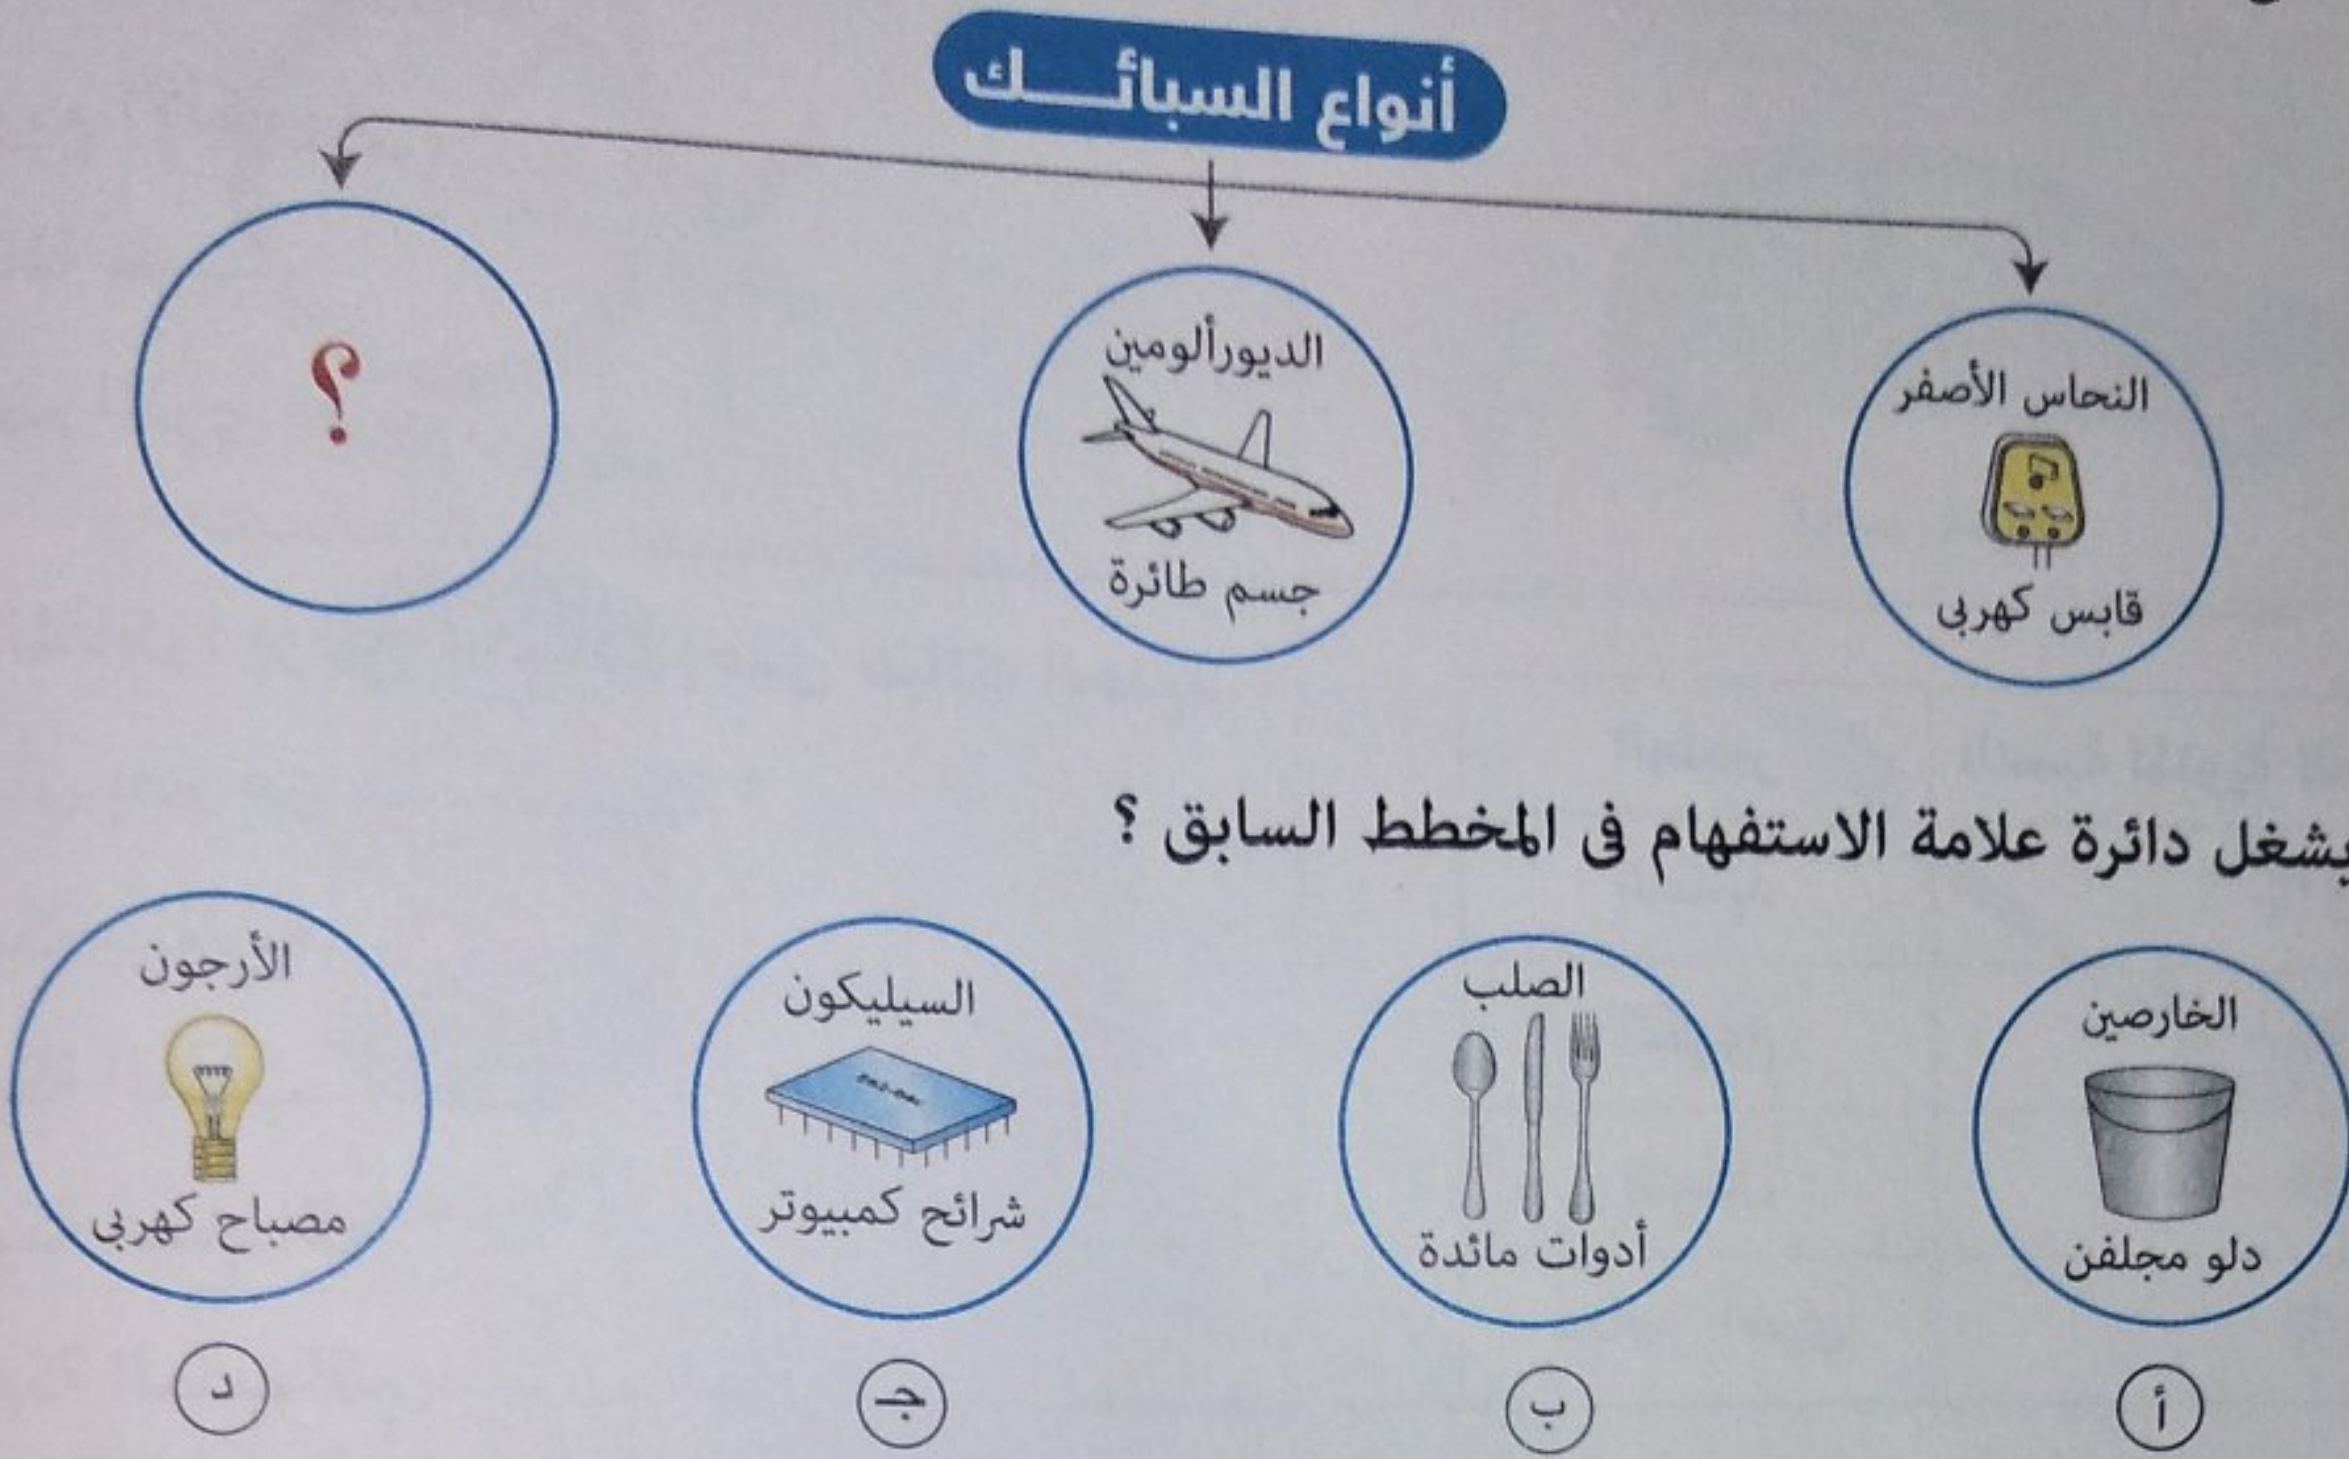 أنواع السبائك
النحاس الأصفر
قابس كهربى
الديورألومين
جسم طائرة
؟
يشغل دائرة علامة الاستفهام فى المخطط السابق ؟
الخارصين
دلو مجلفن
أ
الصلب
أدوات مائدة
ب
السيليكون
شرائح كمبيوتر
جـ
الأرجون
مصباح كهربى
د